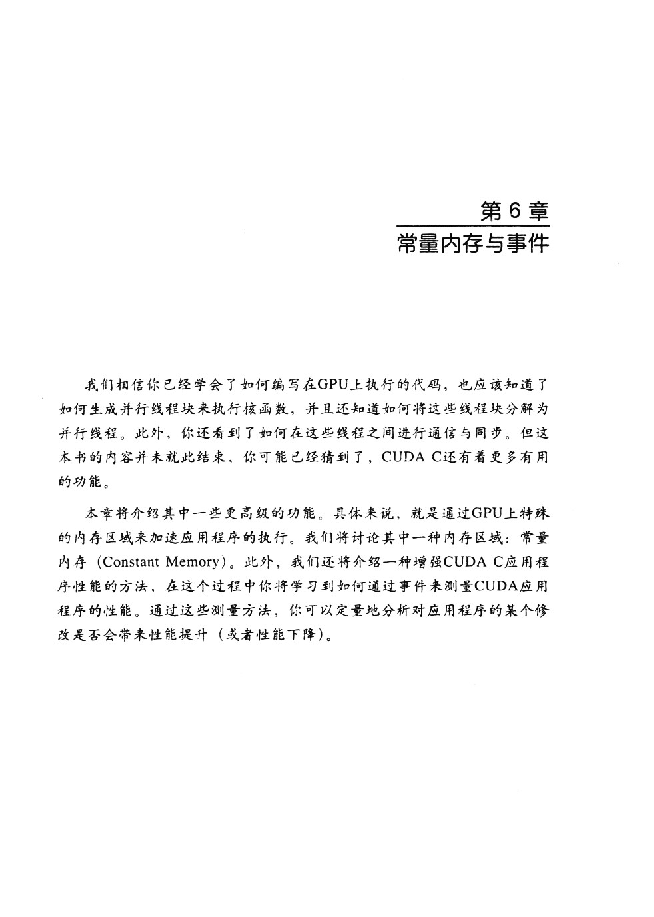 第 6 章
常量内存与事件
我们相信你已经学会了如何编写在GPU上执行的代码，也应该知道了
如何生成并行线程块来执行核函数，并且还知道如何将这些线程块分解为
并行线程。此外，你还看到了如何在这些线程之间进行通信与同步。但这
本书的内容并未就此结束，你可能已经猜到了，CUDA C还有着更多有用
的功能。
本章将介绍其中一些更高级的功能。具体来说，就是通过GPU上特殊
的内存区域来加速应用程序的执行。我们将讨论其中一种内存区域：常量
内存（Constant Memory）。此外，我们还将介绍一种增强CUDA C应用程
序性能的方法，在这个过程中你将学习到如何通过事件来测量CUDA应用
程序的性能。通过这些测量方法，你可以定量地分析对应用程序的某个修
改是否会带来性能提升（或者性能下降）。